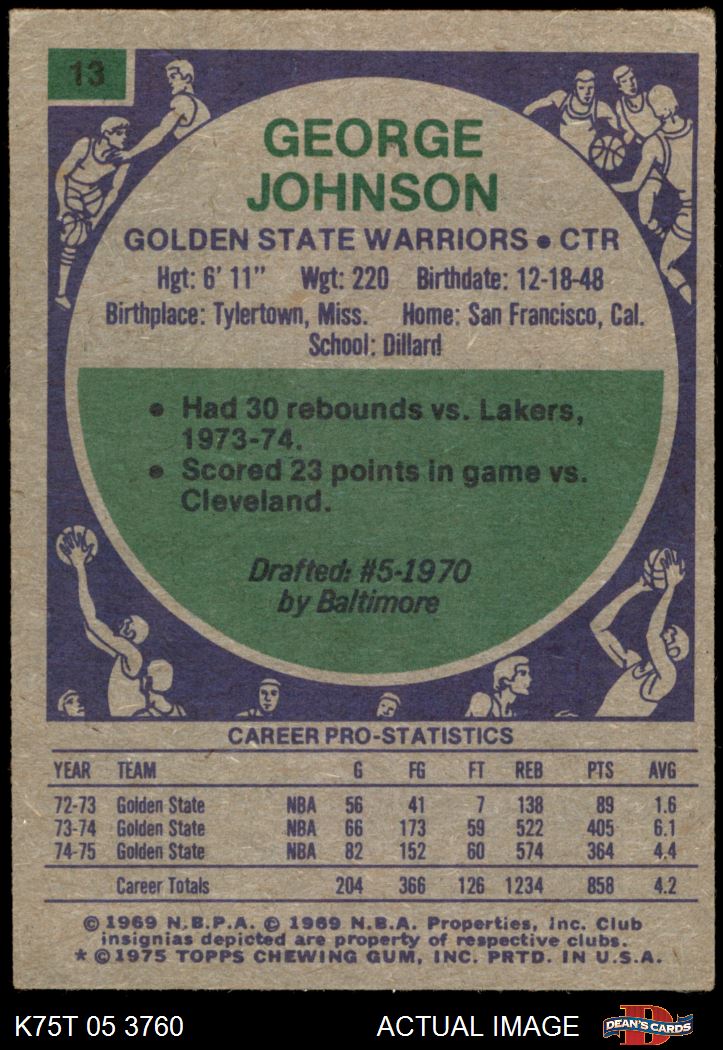 13
GEORGE
JOHNSON
GOLDEN STATE WARRIORS • CTR
Hgt: 6' 11" Wgt: 220 Birthdate: 12-18-48
Birthplace: Tylertown, Miss. Home: San Francisco, Cal.
School: Dillard
• Had 30 rebounds vs. Lakers,
1973-74.
• Scored 23 points in game vs.
Cleveland.
Drafted: #5-1970
by Baltimore
CAREER PRO-STATISTICS
YEAR TEAM G FG FT REB PTS AVG
72-73 Golden State NBA 56 41 7 138 89 1.6
73-74 Golden State NBA 66 173 59 522 405 6.1
74-75 Golden State NBA 82 152 60 574 364 4.4
Career Totals 204 366 126 1234 858 4.2
© 1969 N.B.P.A. © 1969 N.B.A. Properties, Inc. Club
insignias depicted are property of respective clubs.
* © 1975 TOPPS CHEWING GUM, INC. PRTD. IN U.S.A.
K75T 05 3760 ACTUAL IMAGE D DEAN'S CARDS